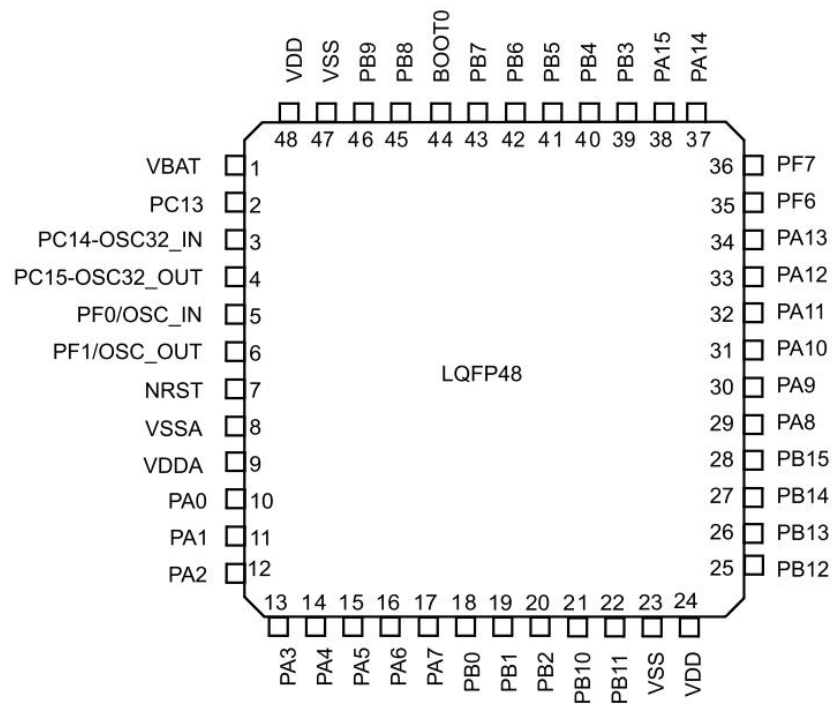 VDD VSS PB9 PB8 BOOT0 PB7 PB6 PB5 PB4 PB3 PA15 PA14
48 47 46 45 44 43 42 41 40 39 38 37
VBAT 1 36 PF7
PC13 2 35 PF6
PC14-OSC32_IN 3 34 PA13
PC15-OSC32_OUT 4 33 PA12
PF0/OSC_IN 5 32 PA11
PF1/OSC_OUT 6 31 PA10
LQFP48
NRST 7 30 PA9
VSSA 8 29 PA8
VDDA 9 28 PB15
PA0 10 27 PB14
PA1 11 26 PB13
PA2 12 25 PB12
13 14 15 16 17 18 19 20 21 22 23 24
PA3 PA4 PA5 PA6 PA7 PB0 PB1 PB2 PB10 PB11 VSS VDD